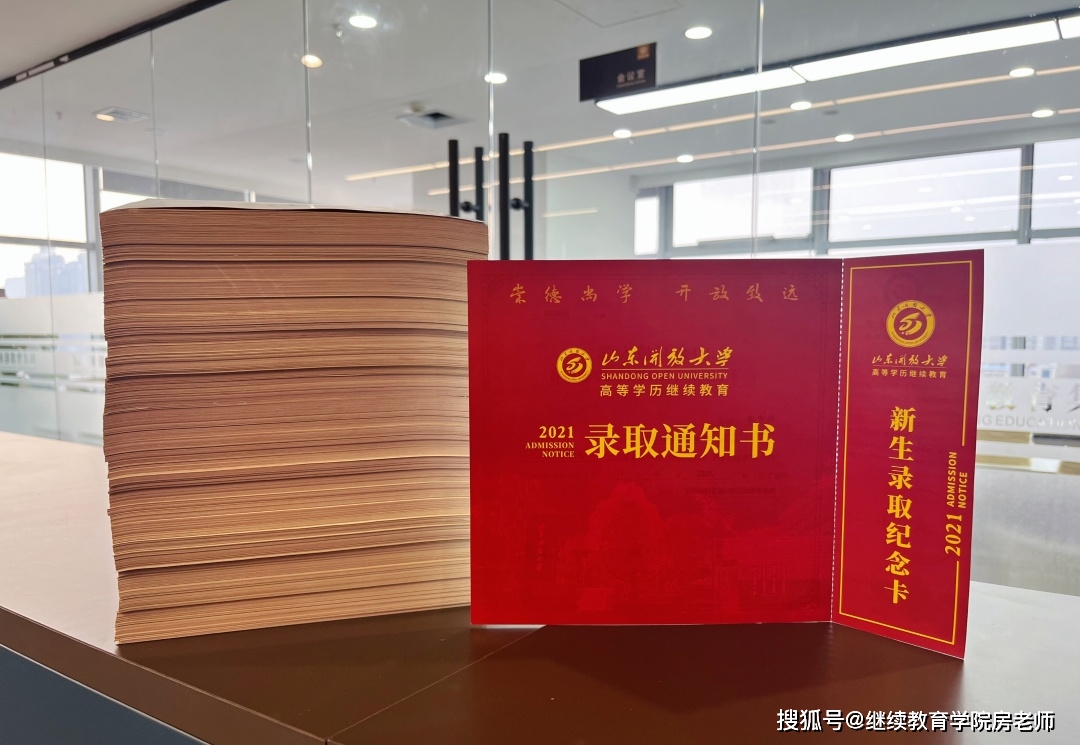 会议室
崇德尚学 开放致远
山东开放大学
SHANDONG OPEN UNIVERSITY
高等学历继续教育
2021
ADMISSION
NOTICE
录取通知书
山东开放大学
高等学历继续教育
新生录取纪念卡
2021 ADMISSION
NOTICE
搜狐号@继续教育学院房老师